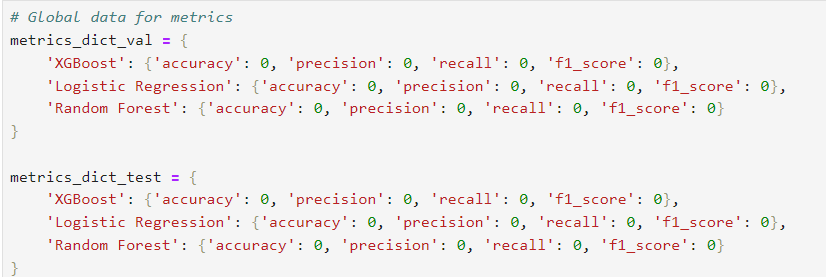 # Global data for metrics
metrics_dict_val = {
    'XGBoost': {'accuracy': 0, 'precision': 0, 'recall': 0, 'f1_score': 0},
    'Logistic Regression': {'accuracy': 0, 'precision': 0, 'recall': 0, 'f1_score': 0},
    'Random Forest': {'accuracy': 0, 'precision': 0, 'recall': 0, 'f1_score': 0}
}

metrics_dict_test = {
    'XGBoost': {'accuracy': 0, 'precision': 0, 'recall': 0, 'f1_score': 0},
    'Logistic Regression': {'accuracy': 0, 'precision': 0, 'recall': 0, 'f1_score': 0},
    'Random Forest': {'accuracy': 0, 'precision': 0, 'recall': 0, 'f1_score': 0}
}